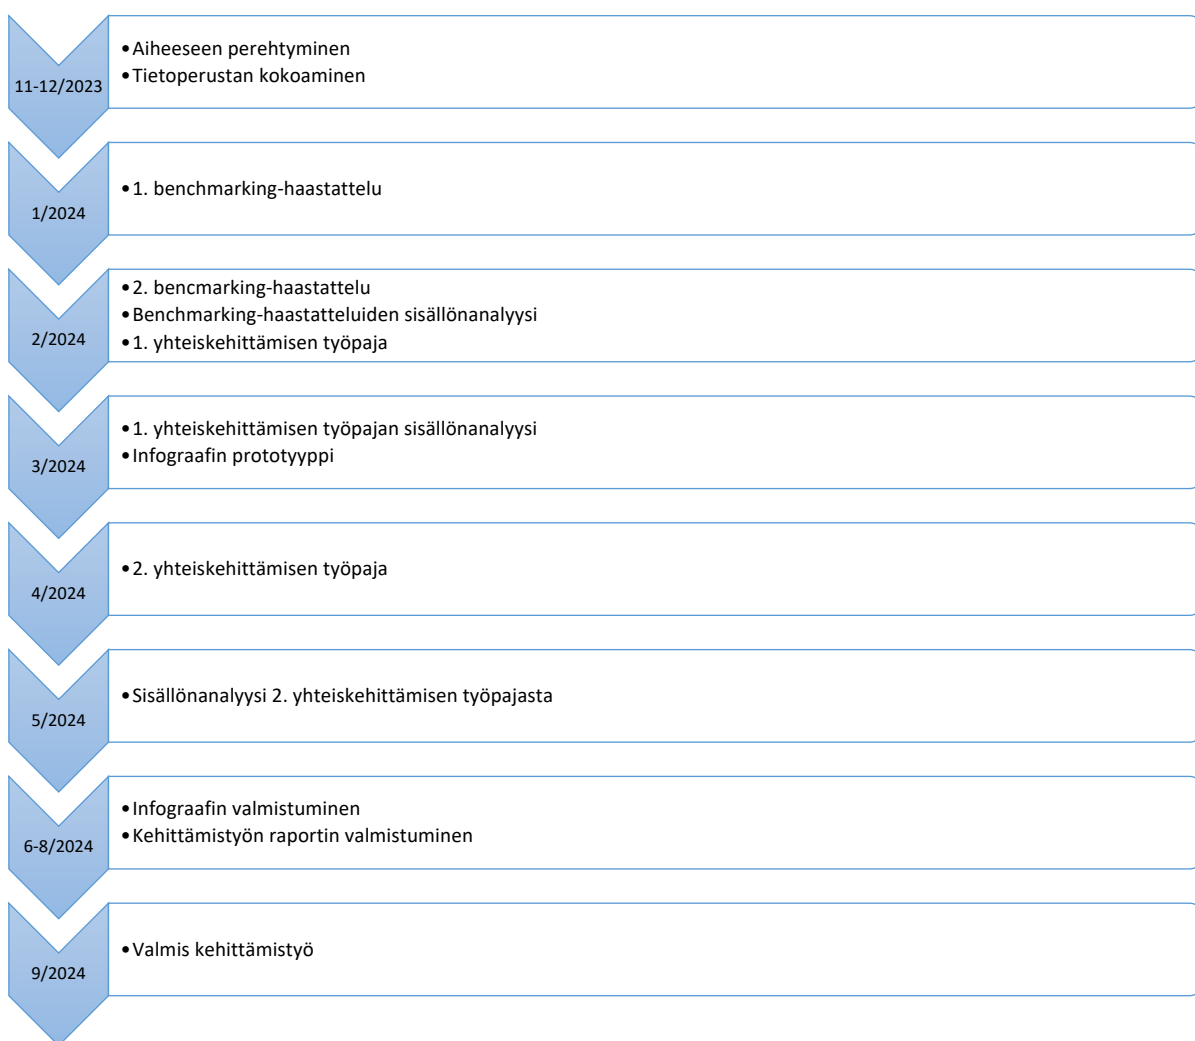 11-12/2023
•Aiheeseen perehtyminen
•Tietoperustan kokoaminen
1/2024
•1. benchmarking-haastattelu
2/2024
•2. bencmarking-haastattelu
•Benchmarking-haastatteluiden sisällönanalyysi
•1. yhteiskehittämisen työpaja
3/2024
•1. yhteiskehittämisen työpajan sisällönanalyysi
•Infograafin prototyyppi
4/2024
•2. yhteiskehittämisen työpaja
5/2024
•Sisällönanalyysi 2. yhteiskehittämisen työpajasta
6-8/2024
•Infograafin valmistuminen
•Kehittämistyön raportin valmistuminen
9/2024
•Valmis kehittämistyö